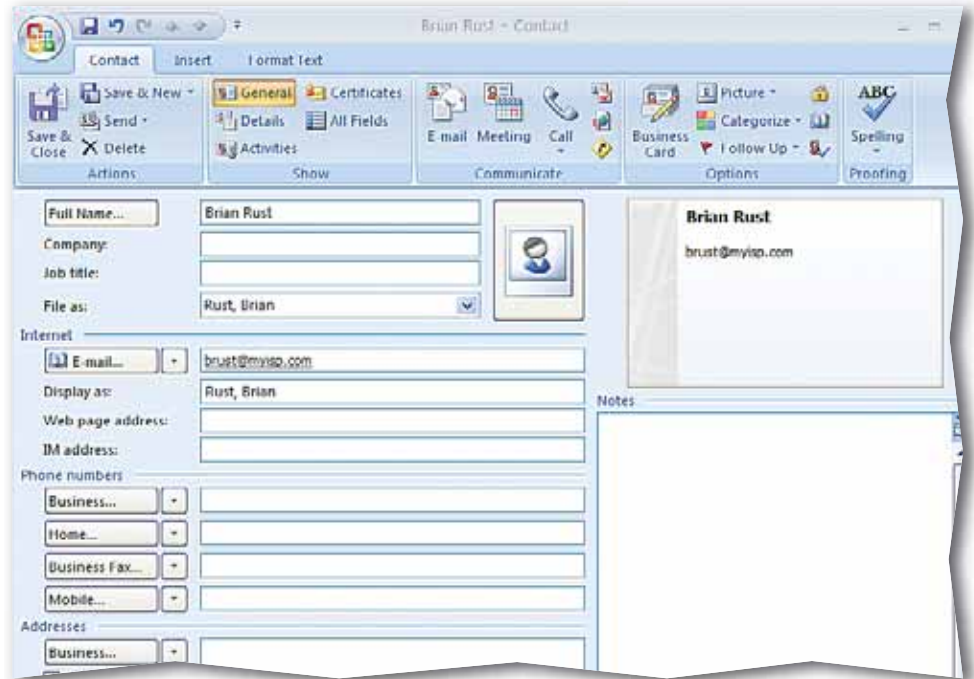 Brian Rust - Contact
Contact Insert Format Text
Save & Close
Save & New
Send
Delete
Actions
General
Certificates
Details
All Fields
Activities
Show
E-mail
Meeting
Call
Communicate
Business Card
Picture
Categorize
Follow Up
Options
ABC
Spelling
Proofing
Full Name... Brian Rust
Company:
Job title:
File as: Rust, Brian
Brian Rust
brust@myisp.com
Internet
E-mail... brust@myisp.com
Display as: Rust, Brian
Web page address:
IM address:
Notes
Phone numbers
Business...
Home...
Business Fax...
Mobile...
Addresses
Business...